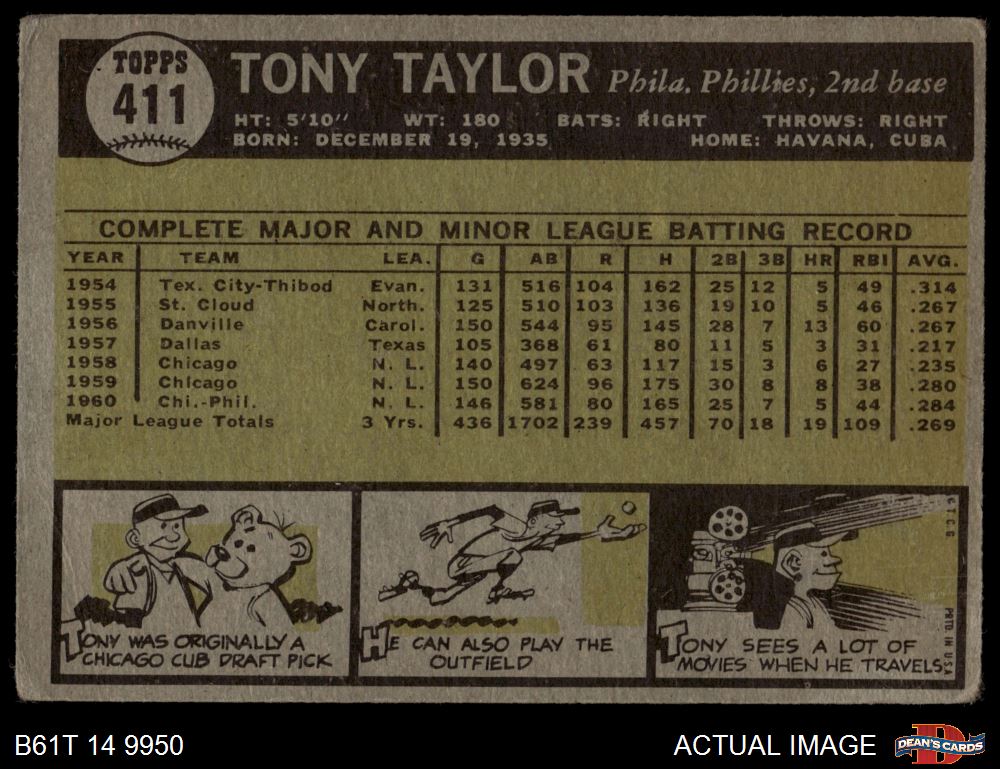 TOPPS
411
TONY TAYLOR Phila. Phillies, 2nd base
HT: 5'10" WT: 180 BATS: RIGHT THROWS: RIGHT
BORN: DECEMBER 19, 1935 HOME: HAVANA, CUBA
COMPLETE MAJOR AND MINOR LEAGUE BATTING RECORD
YEAR TEAM LEA. G AB R H 2B 3B HR RBI AVG.
1954 Tex. City-Thibod Evan. 131 516 104 162 25 12 5 49 .314
1955 St. Cloud North. 125 510 103 136 19 10 5 46 .267
1956 Danville Carol. 150 544 95 145 28 7 13 60 .267
1957 Dallas Texas 105 368 61 80 11 5 3 31 .217
1958 Chicago N. L. 140 497 63 117 15 3 6 27 .235
1959 Chicago N. L. 150 624 96 175 30 8 8 38 .280
1960 Chi.-Phil. N. L. 146 581 80 165 25 7 5 44 .284
Major League Totals 3 Yrs. 436 1702 239 457 70 18 19 109 .269
TONY WAS ORIGINALLY A
CHICAGO CUB DRAFT PICK
HE CAN ALSO PLAY THE
OUTFIELD
TONY SEES A LOT OF
MOVIES WHEN HE TRAVELS
© T.C.G.
PRTD. IN U.S.A.
B61T 14 9950
ACTUAL IMAGE
D
DEAN'S CARDS